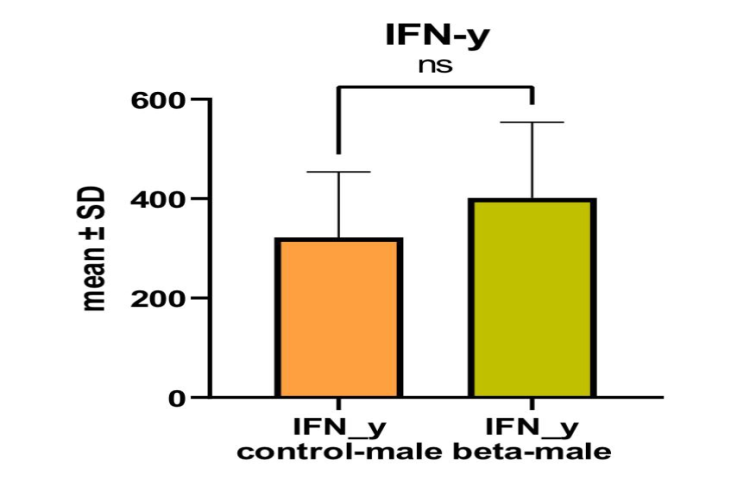 IFN-y
ns
600
400
200
0
mean ± SD
IFN_y IFN_y
control-male beta-male